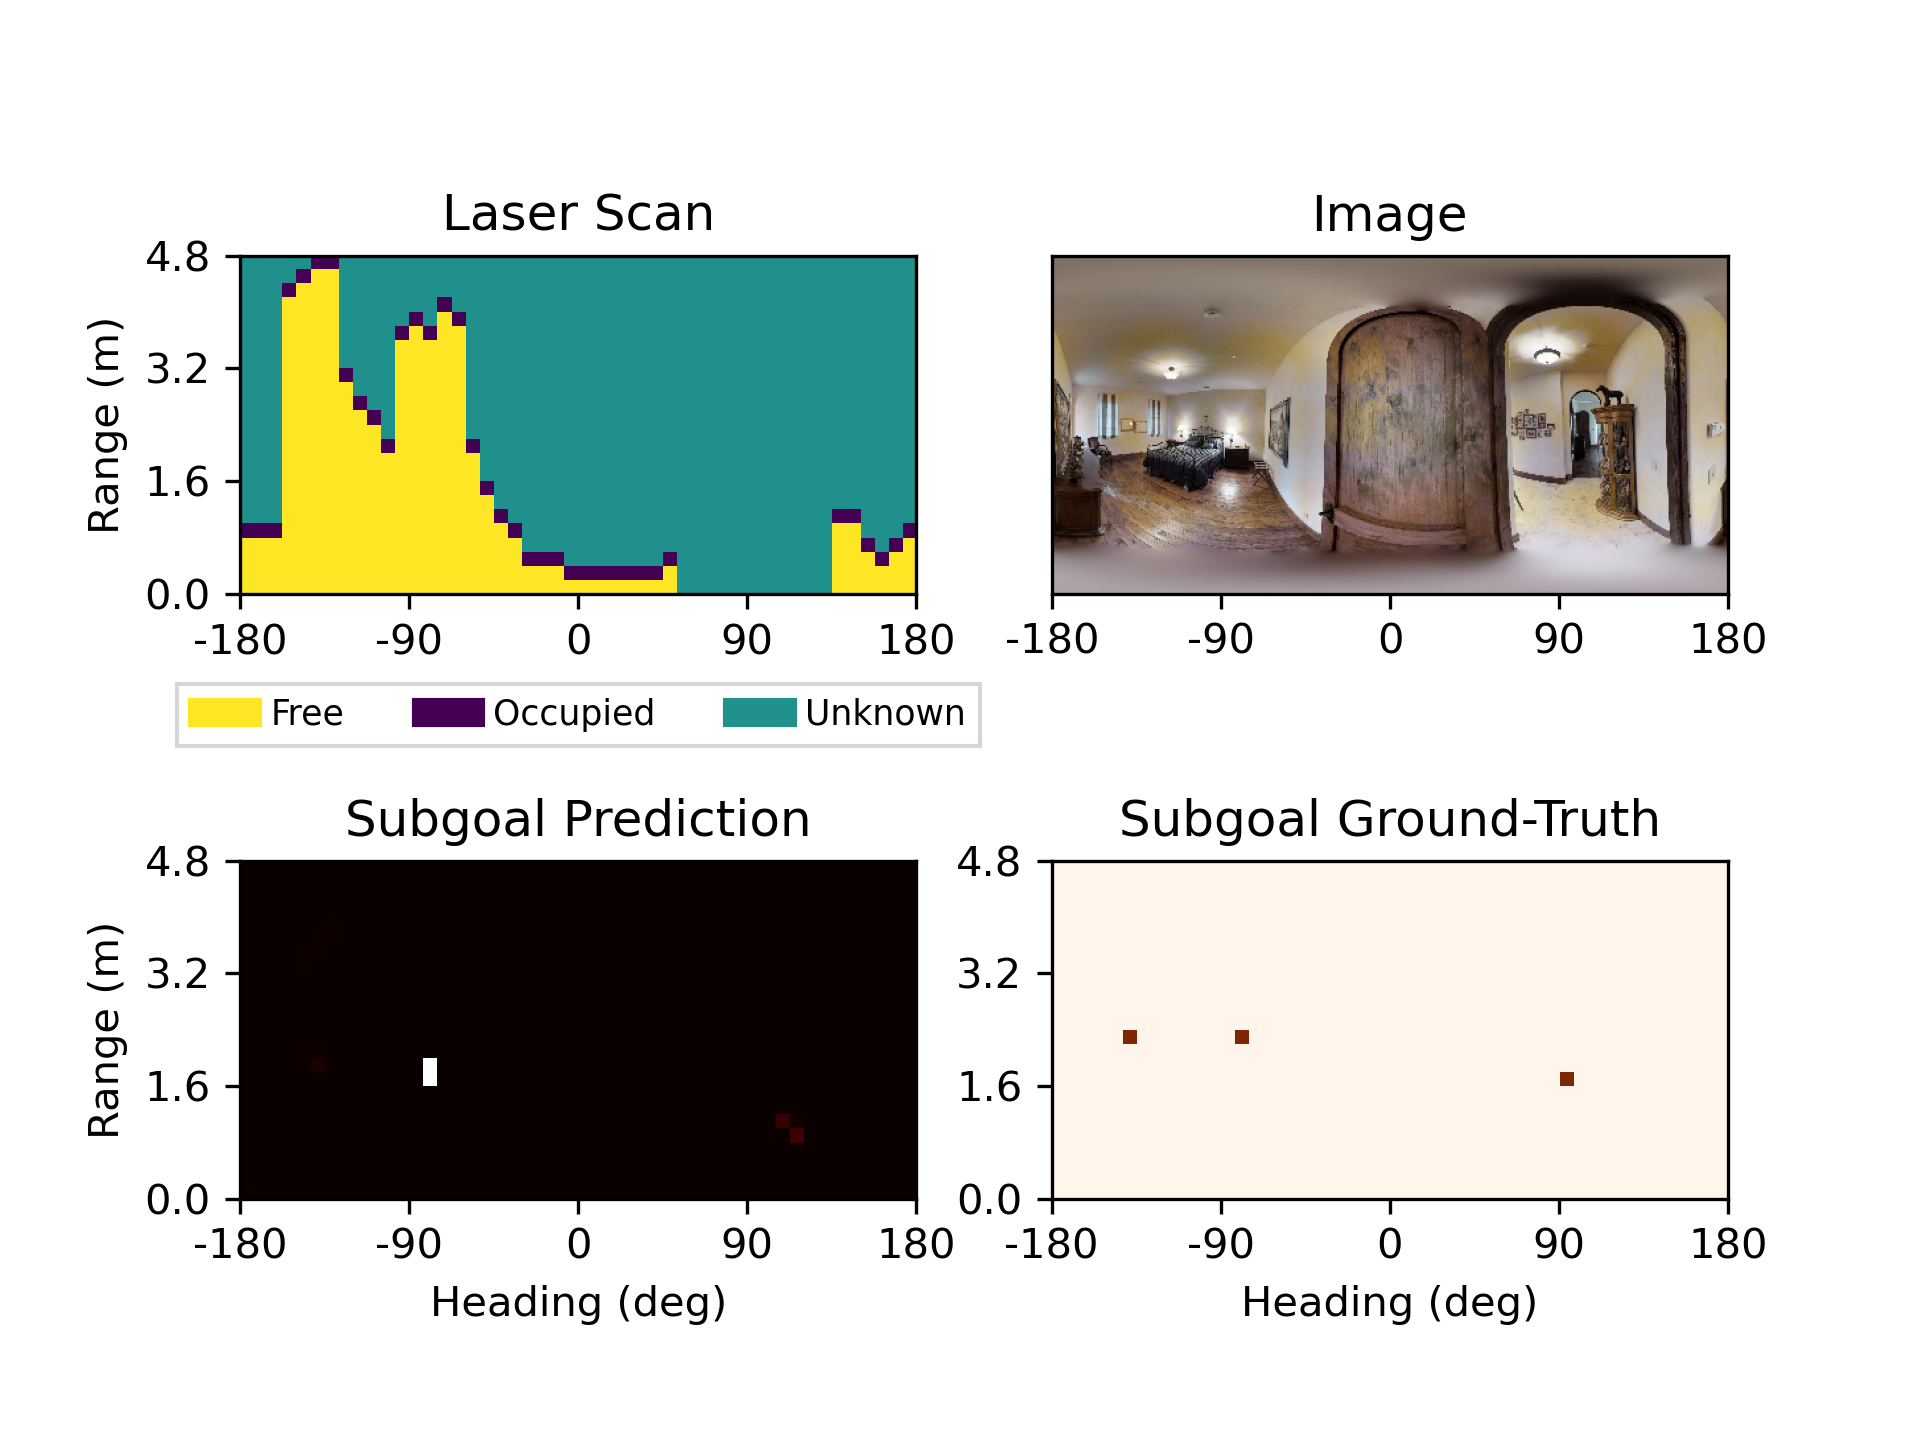 Laser Scan
Image
4.8
3.2
1.6
0.0
Range (m)
-180 -90 0 90 180
-180 -90 0 90 180
Free Occupied Unknown
Subgoal Prediction
Subgoal Ground-Truth
4.8
3.2
1.6
0.0
Range (m)
-180 -90 0 90 180
Heading (deg)
4.8
3.2
1.6
0.0
-180 -90 0 90 180
Heading (deg)